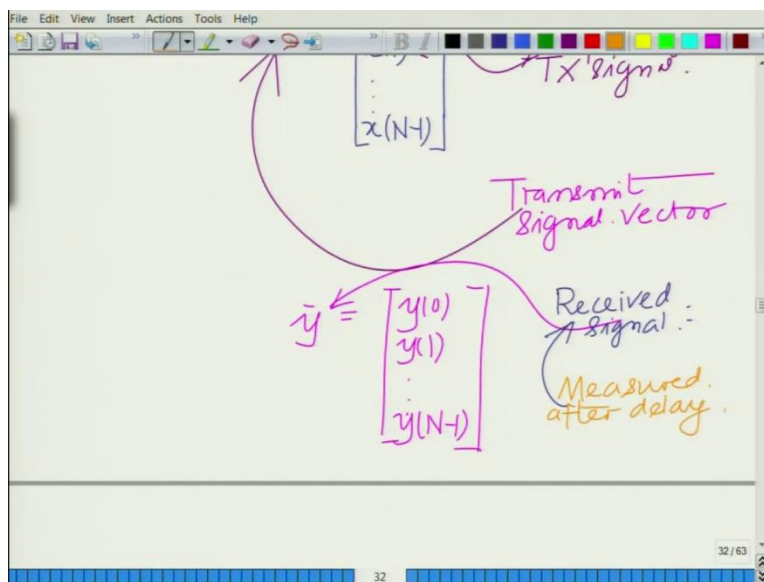 File Edit View Insert Actions Tools Help
B I
Tx signal.
x(N-1)
Transmit
signal. Vector
ȳ = y(0)
y(1)
y(N-1)
Received
signal. :-
Measured.
after delay.
32/63
32